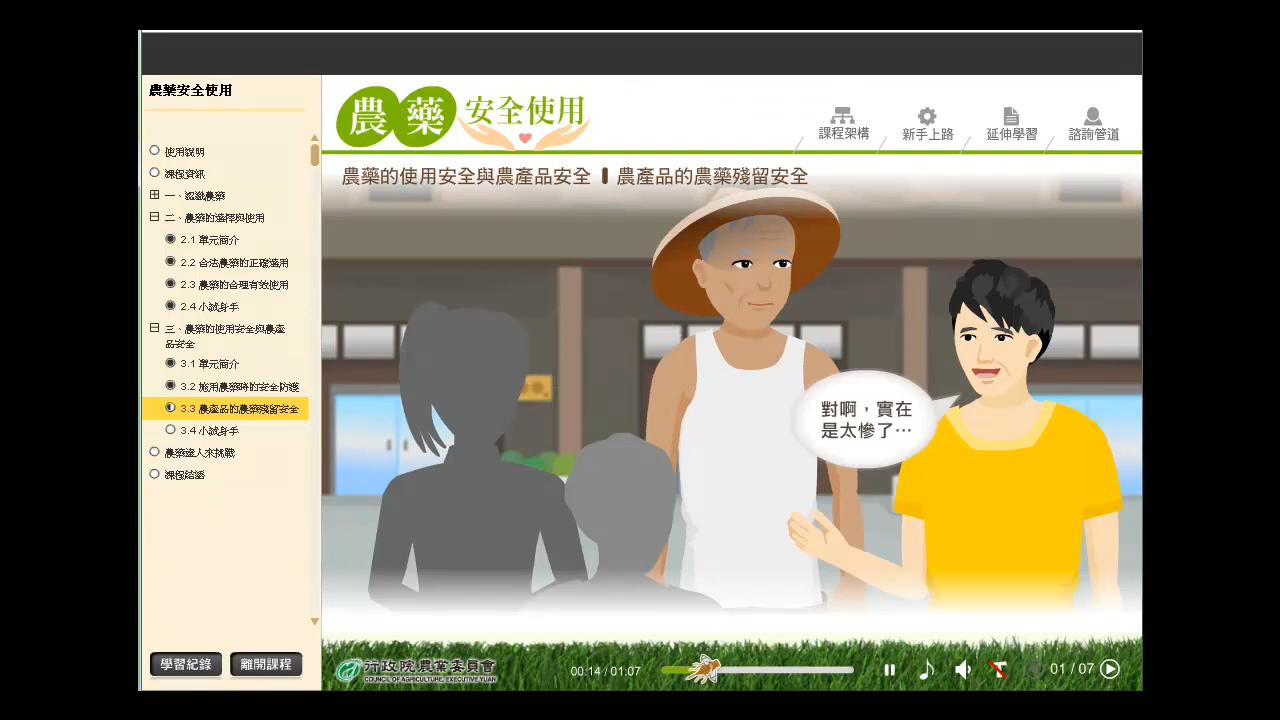 農藥安全使用
使用說明
課程資訊
一、認識農藥
二、農藥的選擇與使用
2.1 單元簡介
2.2 合法農藥的正確選用
2.3 農藥的合理有效使用
2.4 小試身手
三、農藥的使用安全與農產
品安全
3.1 單元簡介
3.2 施用農藥時的安全防護
3.3 農產品的農藥殘留安全
3.4 小試身手
農藥達人來挑戰
課程結語
學習紀錄
離開課程
農藥 安全使用
課程架構
新手上路
延伸學習
諮詢管道
農藥的使用安全與農產品安全 農產品的農藥殘留安全
對啊，實在
是太慘了…
行政院農業委員會
COUNCIL OF AGRICULTURE, EXECUTIVE YUAN
00:14 / 01:07
01 / 07